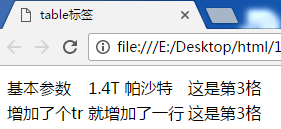 table标签
file:///E:/Desktop/html/1
基本参数 1.4T 帕沙特 这是第3格
增加了个tr 就增加了一行 这是第3格